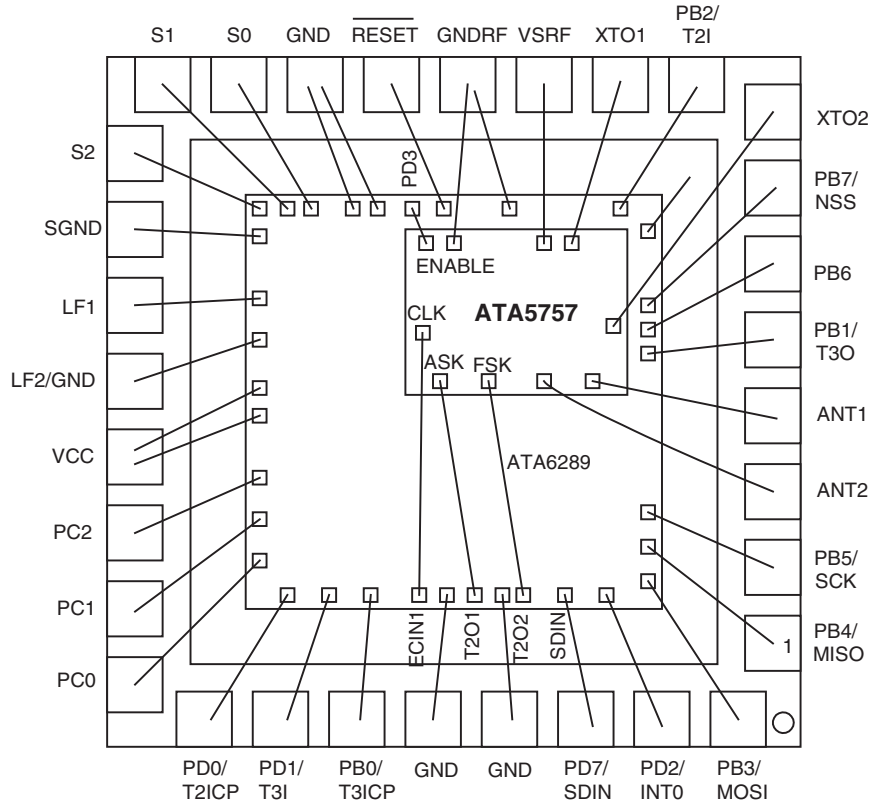 PB2/
S1 S0 GND RESET GNDRF VSRF XTO1 T2I
XTO2
S2
PD3
PB7/
NSS
SGND
ENABLE
PB6
LF1
CLK
ATA5757
PB1/
T3O
ASK FSK
LF2/GND
ANT1
VCC
ATA6289
ANT2
PC2
PB5/
SCK
PC1
ECIN1
T2O1
T2O2
SDIN
PB4/
MISO
1
PC0
PD0/ PD1/ PB0/ GND GND PD7/ PD2/ PB3/
T2ICP T3I T3ICP SDIN INT0 MOSI